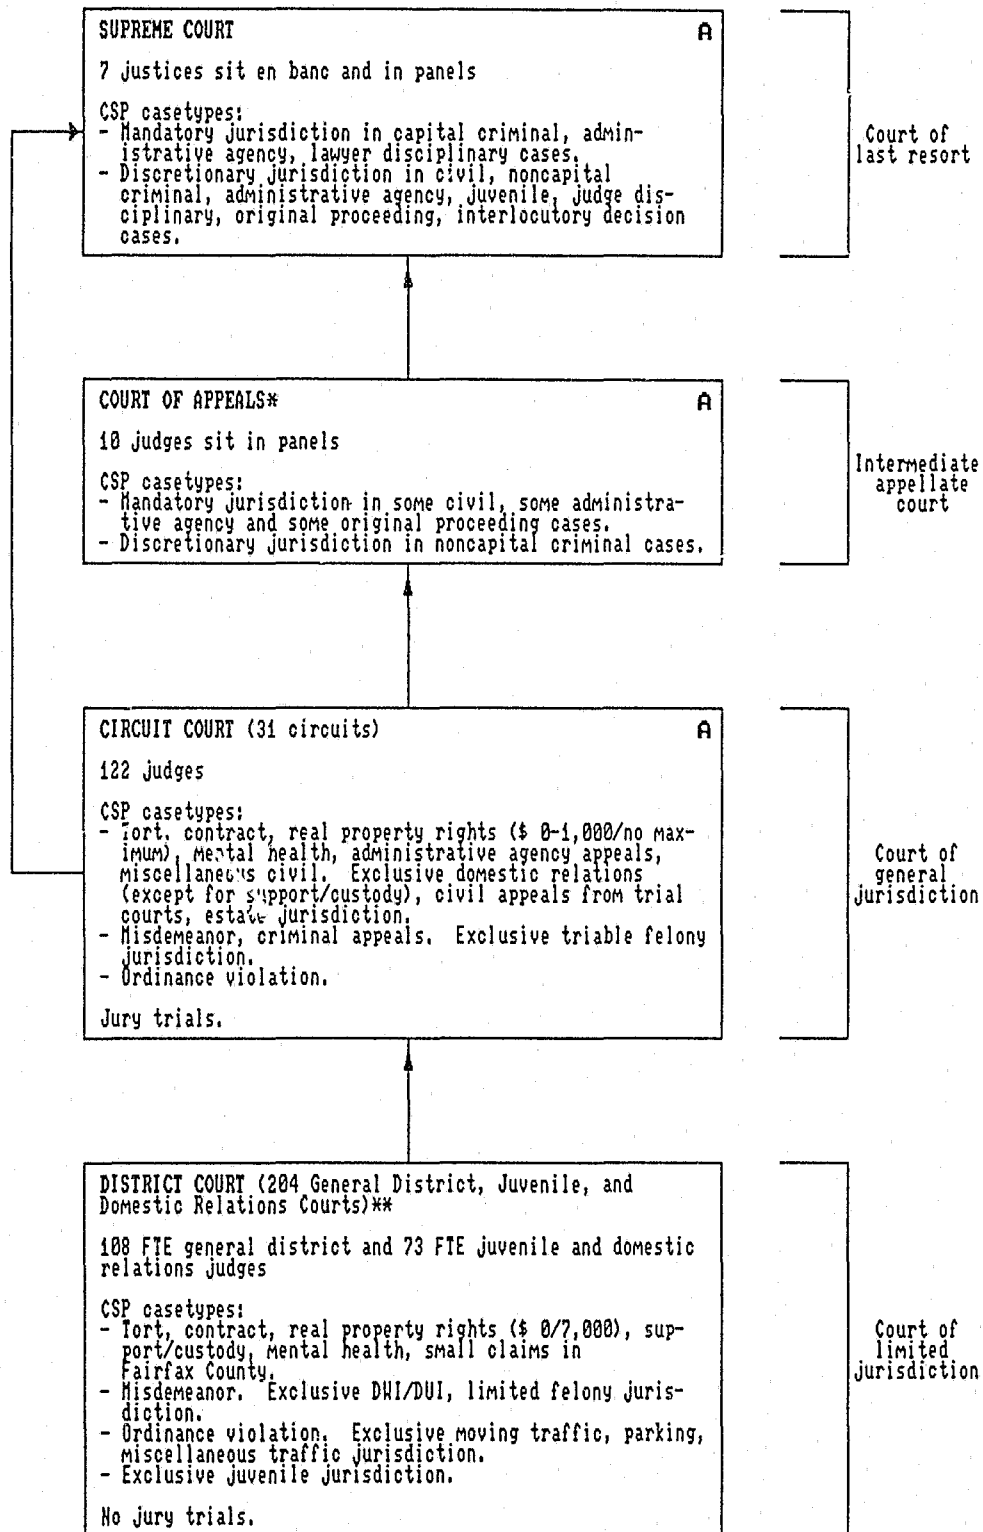 SUPREME COURT A
7 justices sit en banc and in panels
CSP casetypes:
- Mandatory jurisdiction in capital criminal, admin-
istrative agency, lawyer disciplinary cases.
- Discretionary jurisdiction in civil, noncapital
criminal, administrative agency, juvenile, judge dis-
ciplinary, original proceeding, interlocutory decision
cases.
Court of
last resort
COURT OF APPEALS* A
10 judges sit in panels
CSP casetypes:
- Mandatory jurisdiction in some civil, some administra-
tive agency and some original proceeding cases.
- Discretionary jurisdiction in noncapital criminal cases.
Intermediate
appellate
court
CIRCUIT COURT (31 circuits) A
122 judges
CSP casetypes:
- Tort, contract, real property rights ($ 0-1,000/no max-
imum), mental health, administrative agency appeals,
miscellaneous civil. Exclusive domestic relations
(except for support/custody), civil appeals from trial
courts, estate jurisdiction.
- Misdemeanor, criminal appeals. Exclusive triable felony
jurisdiction.
- Ordinance violation.
Jury trials.
Court of
general
jurisdiction
DISTRICT COURT (204 General District, Juvenile, and
Domestic Relations Courts)**
108 FTE general district and 73 FTE juvenile and domestic
relations judges
CSP casetypes:
- Tort, contract, real property rights ($ 0/7,000), sup-
port/custody, mental health, small claims in
Fairfax County.
- Misdemeanor. Exclusive DWI/DUI, limited felony juris-
diction.
- Ordinance violation. Exclusive moving traffic, parking,
miscellaneous traffic jurisdiction.
- Exclusive juvenile jurisdiction.
No jury trials.
Court of
limited
jurisdiction